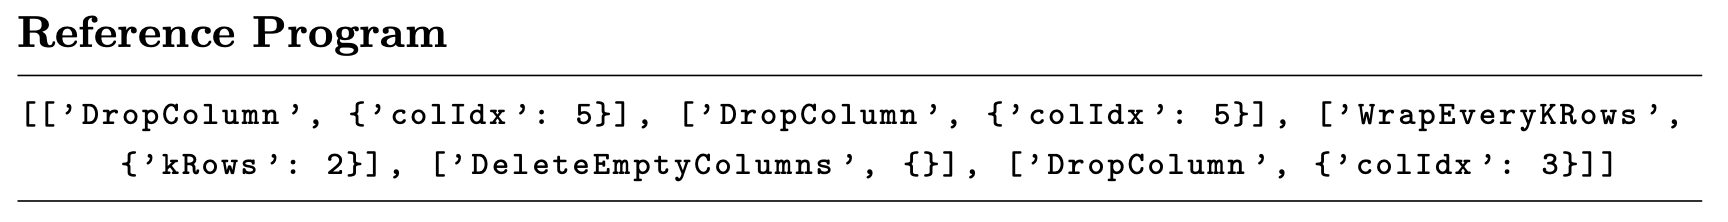 Reference Program
[['DropColumn', {'colIdx': 5}], ['DropColumn', {'colIdx': 5}], ['WrapEveryKRows',
{'kRows': 2}], ['DeleteEmptyColumns', {}], ['DropColumn', {'colIdx': 3}]]